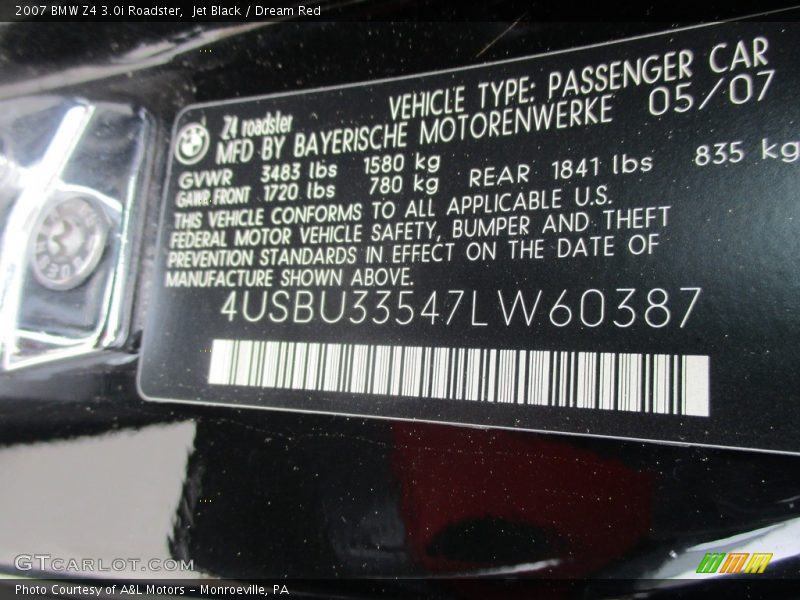 2007 BMW Z4 3.0i Roadster,  Jet Black / Dream Red
Z4 roadster VEHICLE TYPE: PASSENGER CAR
MFD BY BAYERISCHE MOTORENWERKE 05/07
GVWR 3483 lbs 1580 kg
GAWR FRONT 1720 lbs 780 kg REAR 1841 lbs 835 kg
THIS VEHICLE CONFORMS TO ALL APPLICABLE U.S.
FEDERAL MOTOR VEHICLE SAFETY, BUMPER AND THEFT
PREVENTION STANDARDS IN EFFECT ON THE DATE OF
MANUFACTURE SHOWN ABOVE.
4USBU33547LW60387
GTCARLOT.COM
Photo Courtesy of A&L Motors – Monroeville, PA